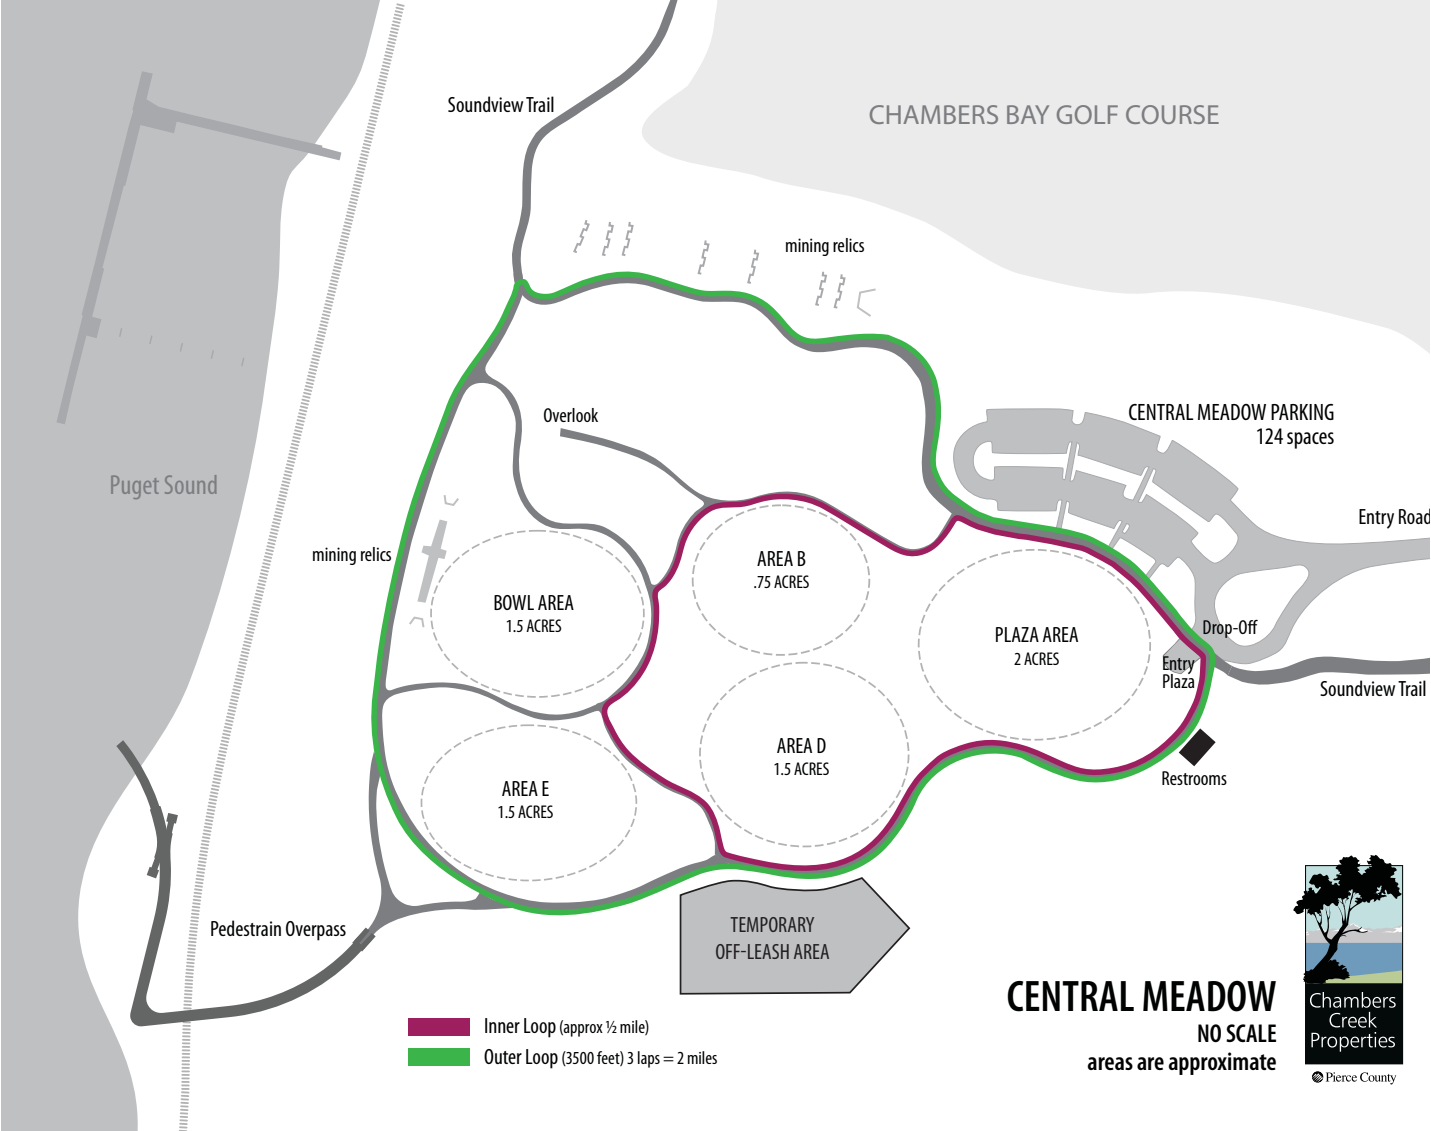 Soundview Trail
CHAMBERS BAY GOLF COURSE
mining relics
Overlook
CENTRAL MEADOW PARKING
124 spaces
Puget Sound
Entry Road
mining relics
AREA B
.75 ACRES
BOWL AREA
1.5 ACRES
PLAZA AREA
2 ACRES
Drop-Off
Entry
Plaza
Soundview Trail
AREA D
1.5 ACRES
Restrooms
AREA E
1.5 ACRES
Pedestrain Overpass
TEMPORARY
OFF-LEASH AREA
Inner Loop (approx ½ mile)
Outer Loop (3500 feet) 3 laps = 2 miles
CENTRAL MEADOW
NO SCALE
areas are approximate
Chambers
Creek
Properties
Pierce County